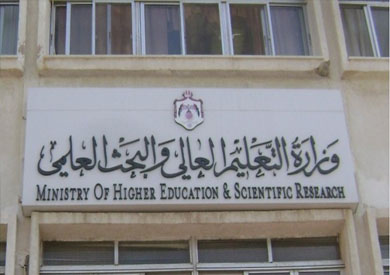 وزارة التعليم العالي والبحث العلمي
MINISTRY OF HIGHER EDUCATION & SCIENTIFIC RESEARCH